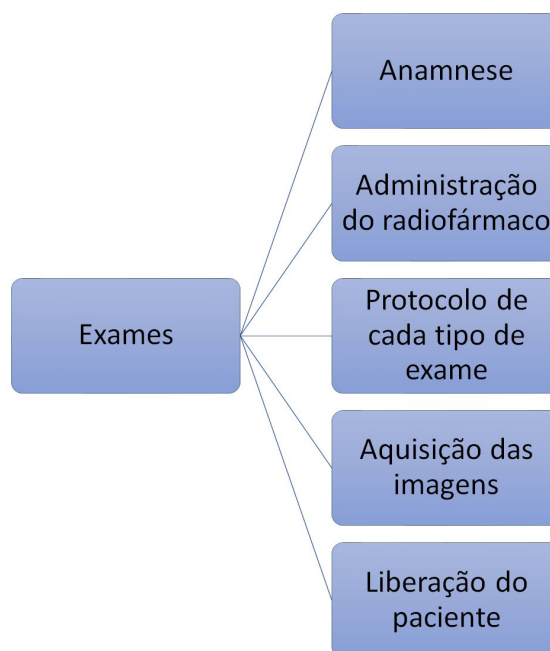 Exames
Anamnese
Administração
do radiofármaco
Protocolo de
cada tipo de
exame
Aquisição das
imagens
Liberação do
paciente